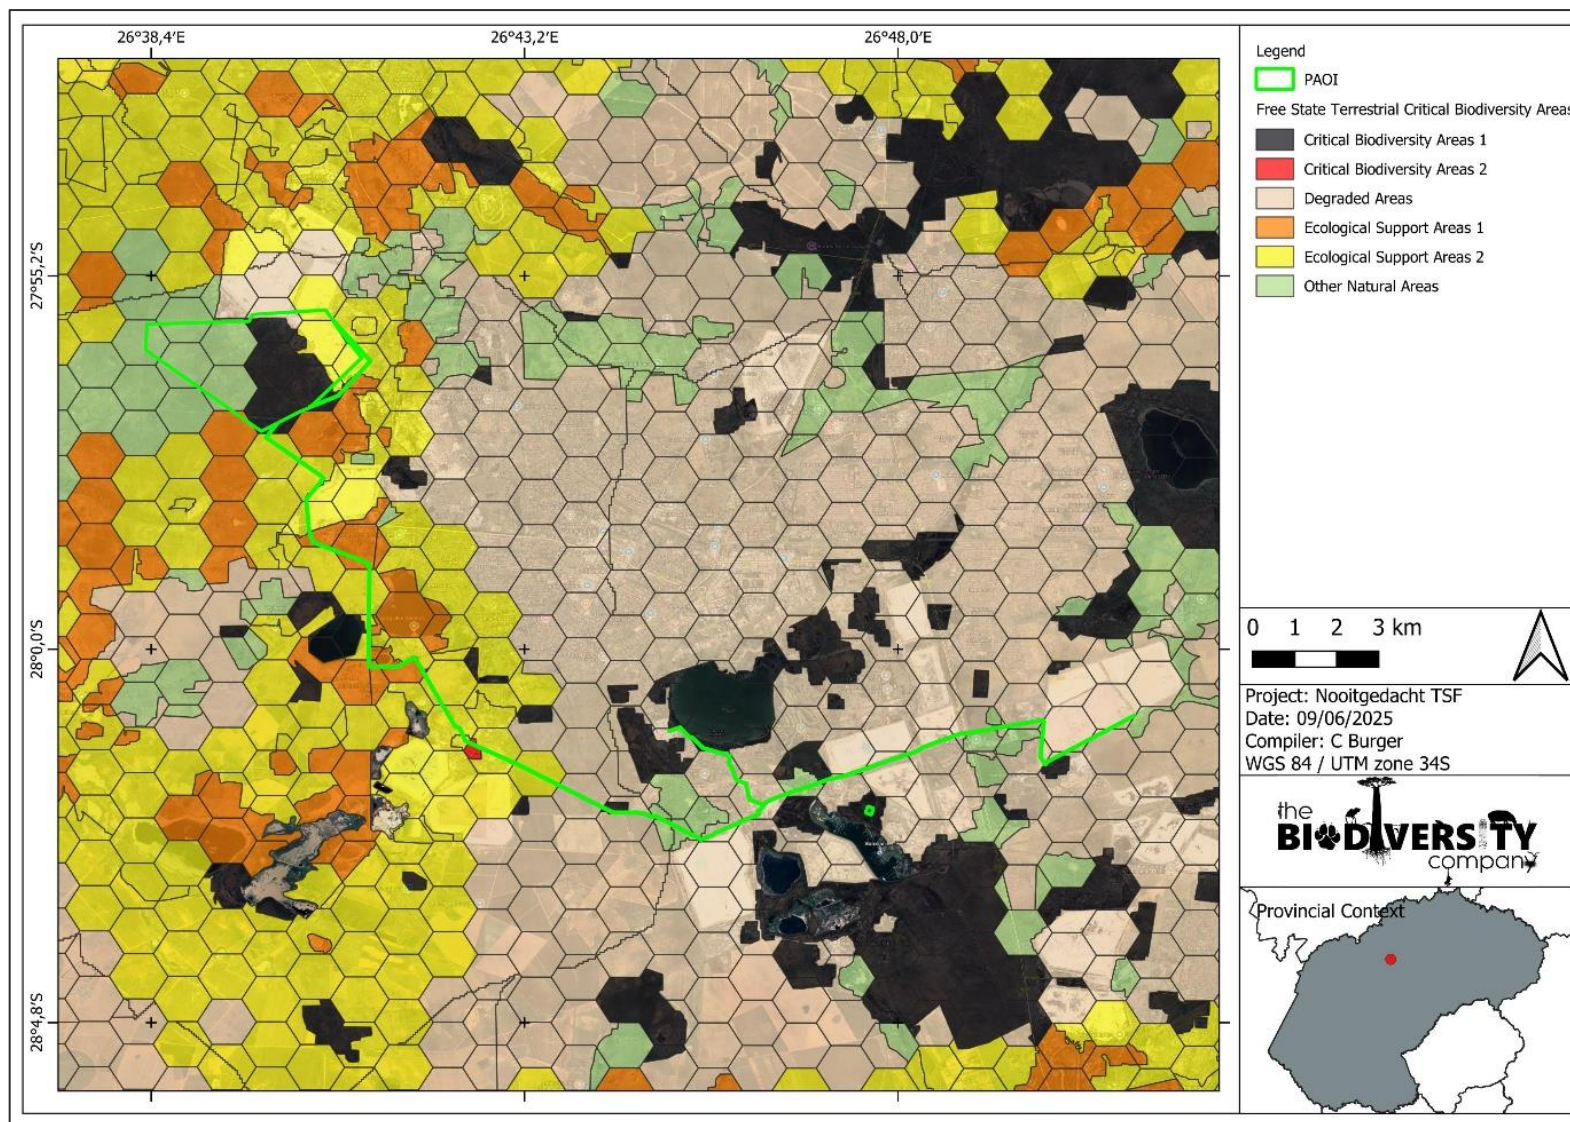 26°38,4'E
26°43,2'E
26°48,0'E
27°55,2'S
28°0,0'S
28°4,8'S
Legend
PAOI
Free State Terrestrial Critical Biodiversity Areas
Critical Biodiversity Areas 1
Critical Biodiversity Areas 2
Degraded Areas
Ecological Support Areas 1
Ecological Support Areas 2
Other Natural Areas
0 1 2 3 km
Project: Nooitgedacht TSF
Date: 09/06/2025
Compiler: C Burger
WGS 84 / UTM zone 34S
the
BIODIVERSITY
company
Provincial Context